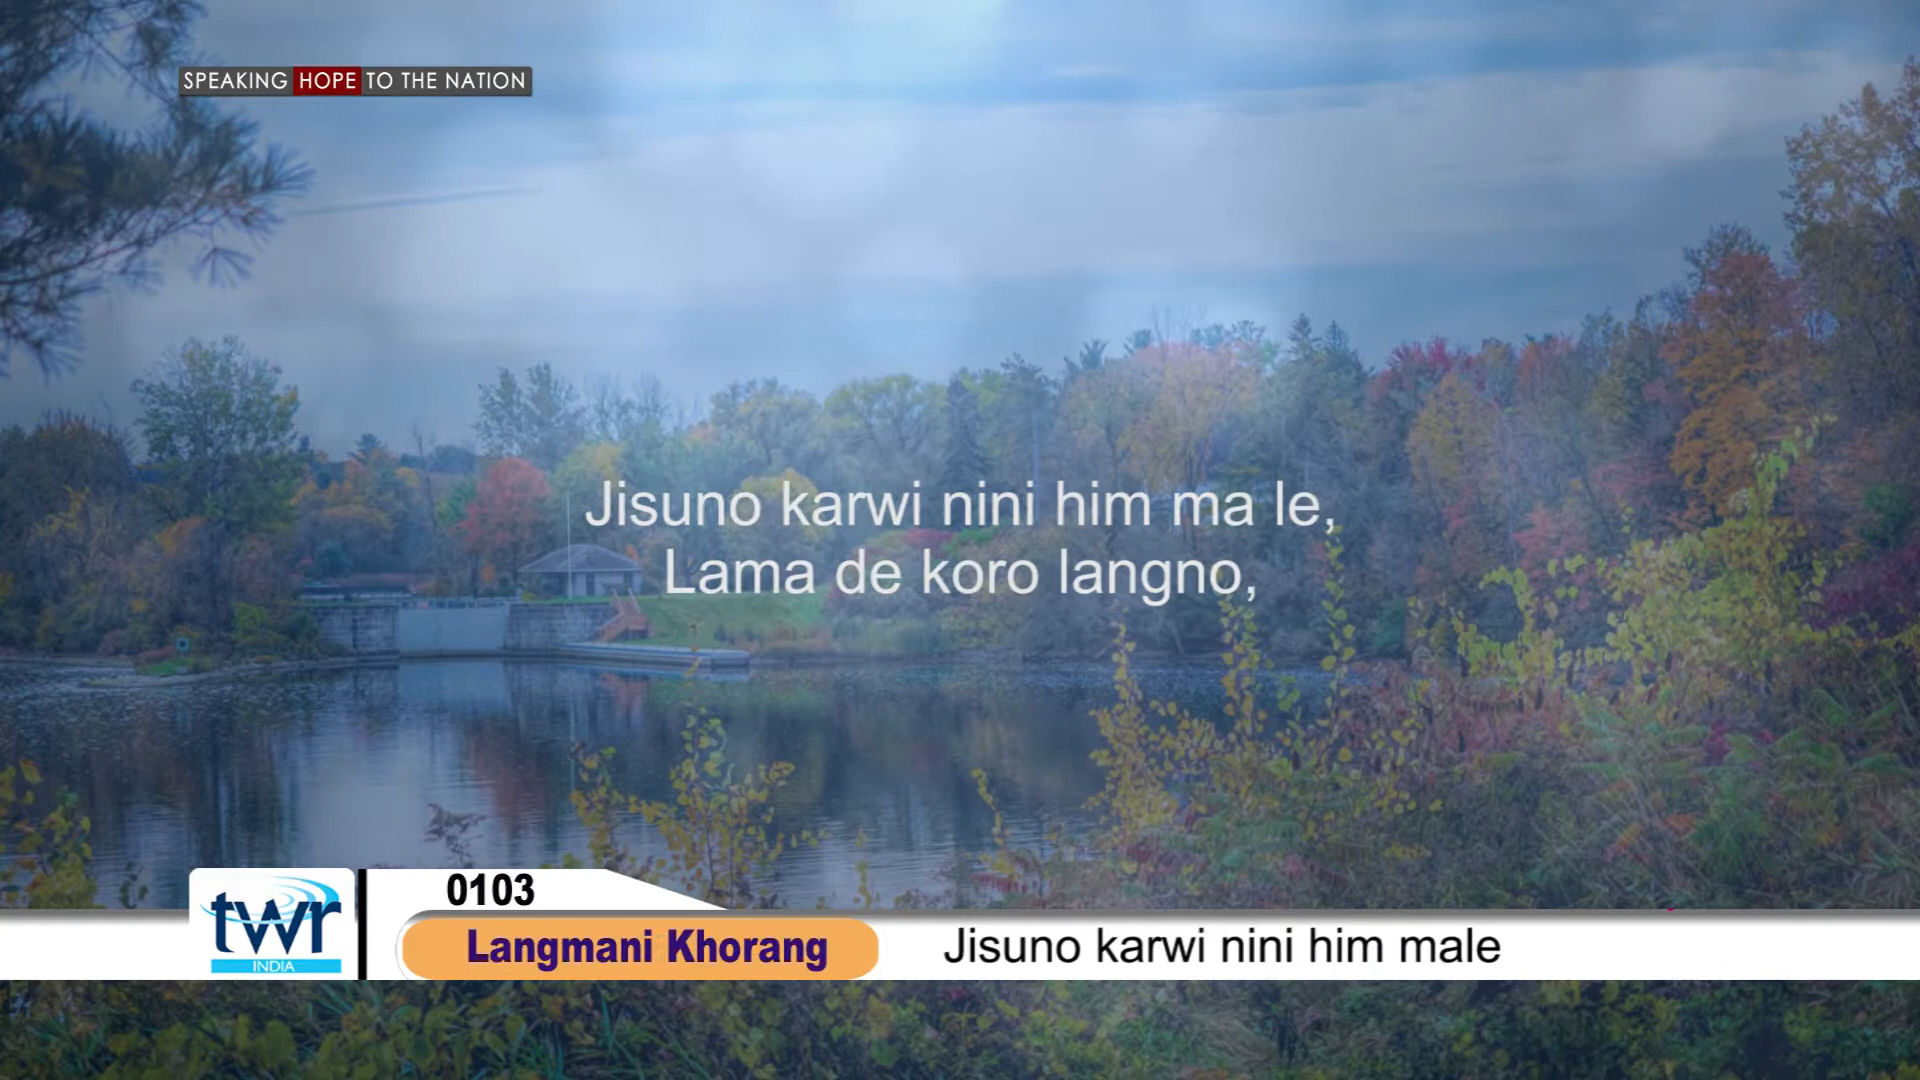 SPEAKING HOPE TO THE NATION
Jisuno karwi nini him ma le,
Lama de koro langno,
0103
twr
INDIA
Langmani Khorang
Jisuno karwi nini him male